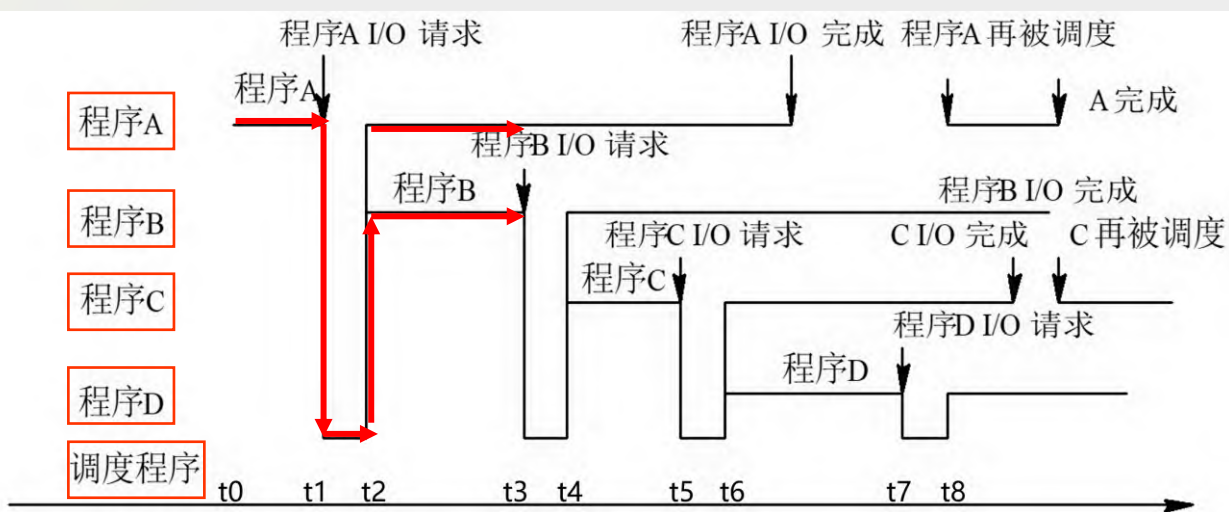 程序A I/O 请求
程序A I/O 完成
程序A 再被调度
程序A
程序A
A 完成
程序B I/O 请求
程序B
程序B
程序B I/O 完成
程序C I/O 请求
C I/O 完成
C 再被调度
程序C
程序C
程序D I/O 请求
程序D
程序D
调度程序
t0 t1 t2 t3 t4 t5 t6 t7 t8